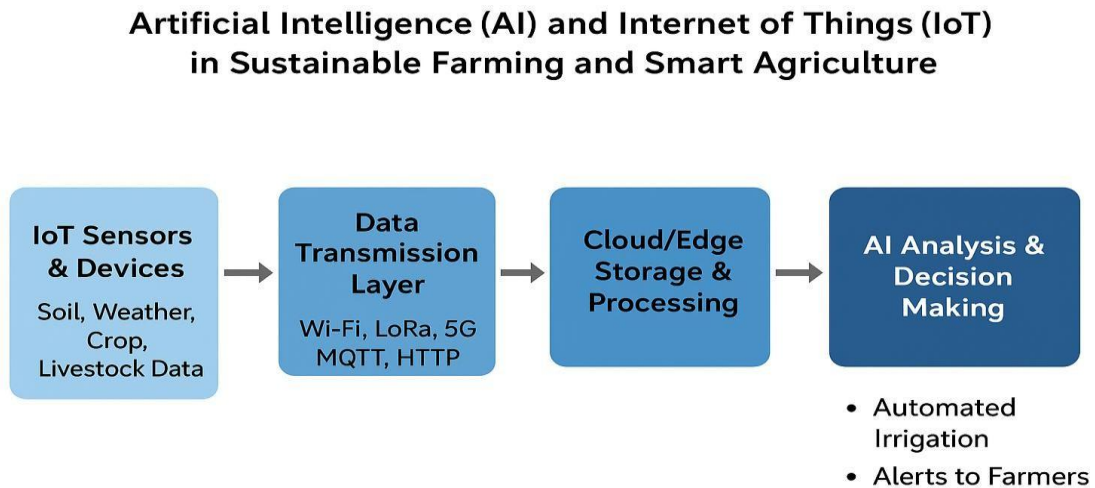 Artificial Intelligence (AI) and Internet of Things (IoT)
in Sustainable Farming and Smart Agriculture
IoT Sensors
& Devices
Soil, Weather,
Crop,
Livestock Data
Data
Transmission
Layer
Wi-Fi, LoRa, 5G
MQTT, HTTP
Cloud/Edge
Storage &
Processing
AI Analysis &
Decision
Making
• Automated
Irrigation
• Alerts to Farmers